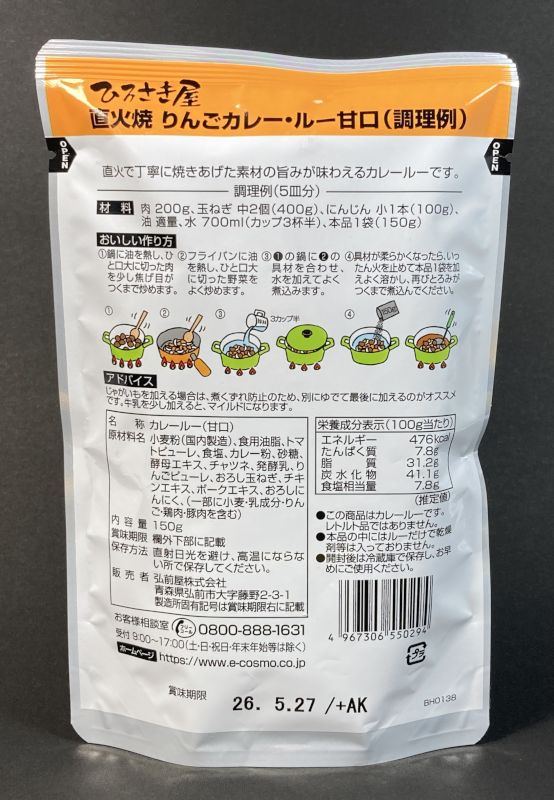 ひろさき屋
直火焼 りんごカレー・ルー甘口(調理例)
OPEN
OPEN
直火で丁寧に焼きあげた素材の旨みが味わえるカレールーです。
調理例(5皿分)
材料 肉 200g、玉ねぎ 中2個(400g)、にんじん 小1本(100g)、
油 適量、水 700ml(カップ3杯半)、本品1袋(150g)
おいしい作り方
①鍋に油を熱し、ひと口大に切った肉を少し焦げ目がつくまで炒めます。
②フライパンに油を熱し、ひと口大に切った野菜をよく炒めます。
③❶の鍋に❷の具材を合わせ、水を加えてよく煮込みます。
④具材が柔らかくなったら、いったん火を止めて本品1袋を加えよく溶かし、再びとろみがつくまで煮込んでください。
① ② ③ 3カップ半 ④ 150g
アドバイス
じゃがいもを加える場合は、煮くずれ防止のため、別にゆでて最後に加えるのがオススメ
です。牛乳を少し加えると、マイルドになります。
名称 カレールー(甘口)
原材料名 小麦粉(国内製造)、食用油脂、トマ
トピューレ、食塩、カレー粉、砂糖、
酵母エキス、チャツネ、発酵乳、り
んごピューレ、おろし玉ねぎ、チキ
ンエキス、ポークエキス、おろしに
んにく、(一部に小麦・乳成分・りん
ご・鶏肉・豚肉を含む)
内容量 150g
賞味期限 欄外下部に記載
保存方法 直射日光を避け、高温にならな
い所で保存してください。
販売者 弘前屋株式会社
青森県弘前市大字藤野2-3-1
製造所固有記号は賞味期限右に記載
栄養成分表示(100g当たり)
エネルギー 476kcal
たんぱく質 7.8g
脂質 31.2g
炭水化物 41.1g
食塩相当量 7.8g
(推定値)
●この商品はカレールーです。
レトルト品ではありません。
●本品の中にはルーだけで乾燥
剤等は入っておりません。
●開封後は冷蔵庫で保存し、お早
めにご使用ください。
4 967306 550294
プラ
お客様相談室 フリーコール 0800-888-1631
受付 9:00〜17:00(土・日・祝日・年末年始等は除く)
ホームページ https://www.e-cosmo.co.jp
賞味期限 26. 5.27 /+AK
BH0138